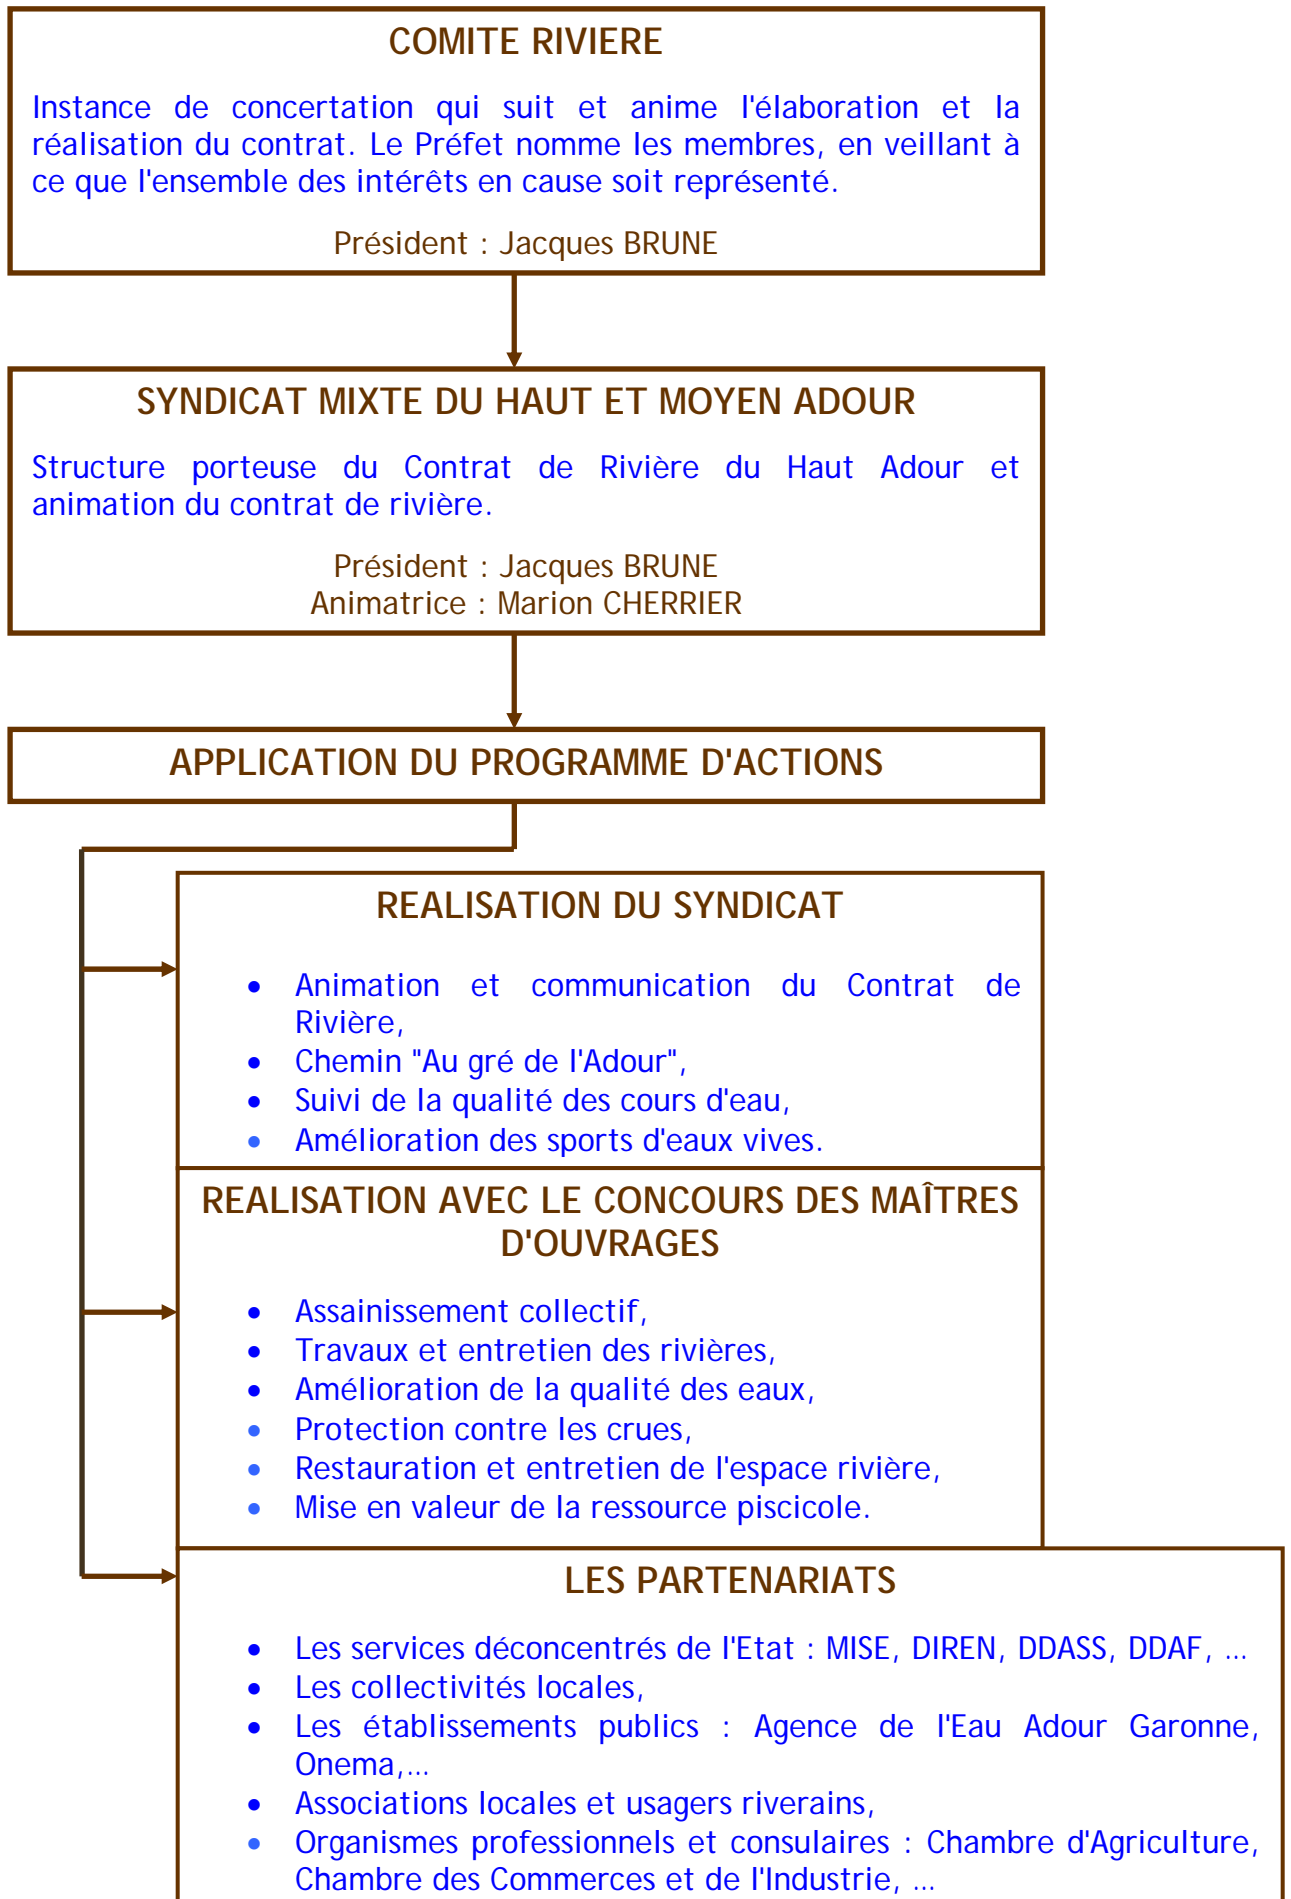 COMITE RIVIERE
Instance de concertation qui suit et anime l'élaboration et la
réalisation du contrat. Le Préfet nomme les membres, en veillant à
ce que l'ensemble des intérêts en cause soit représenté.
Président : Jacques BRUNE
SYNDICAT MIXTE DU HAUT ET MOYEN ADOUR
Structure porteuse du Contrat de Rivière du Haut Adour et
animation du contrat de rivière.
Président : Jacques BRUNE
Animatrice : Marion CHERRIER
APPLICATION DU PROGRAMME D'ACTIONS
REALISATION DU SYNDICAT
• Animation et communication du Contrat de
Rivière,
• Chemin "Au gré de l'Adour",
• Suivi de la qualité des cours d'eau,
• Amélioration des sports d'eaux vives.
REALISATION AVEC LE CONCOURS DES MAÎTRES
D'OUVRAGES
• Assainissement collectif,
• Travaux et entretien des rivières,
• Amélioration de la qualité des eaux,
• Protection contre les crues,
• Restauration et entretien de l'espace rivière,
• Mise en valeur de la ressource piscicole.
LES PARTENARIATS
• Les services déconcentrés de l'Etat : MISE, DIREN, DDASS, DDAF, …
• Les collectivités locales,
• Les établissements publics : Agence de l'Eau Adour Garonne,
Onema,…
• Associations locales et usagers riverains,
• Organismes professionnels et consulaires : Chambre d'Agriculture,
Chambre des Commerces et de l'Industrie, …